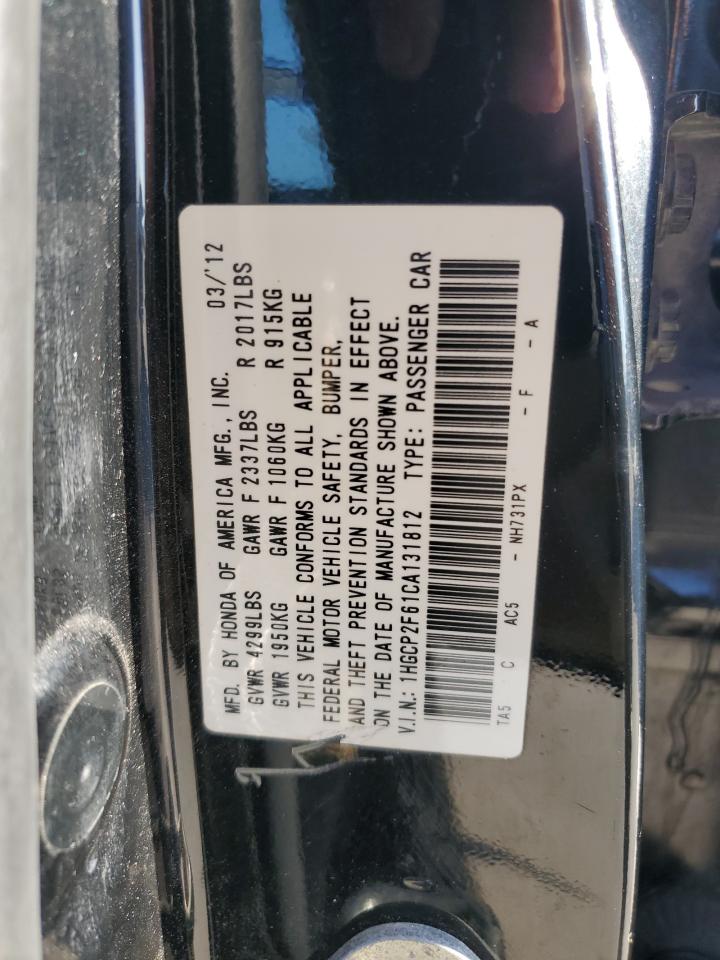 MFD. BY HONDA OF AMERICA MFG., INC. 03/'12
GVWR 4299LBS GAWR F 2337LBS R 2017LBS
GVWR 1950KG GAWR F 1060KG R 915KG
THIS VEHICLE CONFORMS TO ALL APPLICABLE
FEDERAL MOTOR VEHICLE SAFETY, BUMPER,
AND THEFT PREVENTION STANDARDS IN EFFECT
ON THE DATE OF MANUFACTURE SHOWN ABOVE.
V.I.N.: 1HGCP2F61CA131812 TYPE: PASSENGER CAR
TA5 C AC5 - NH731PX - F - A